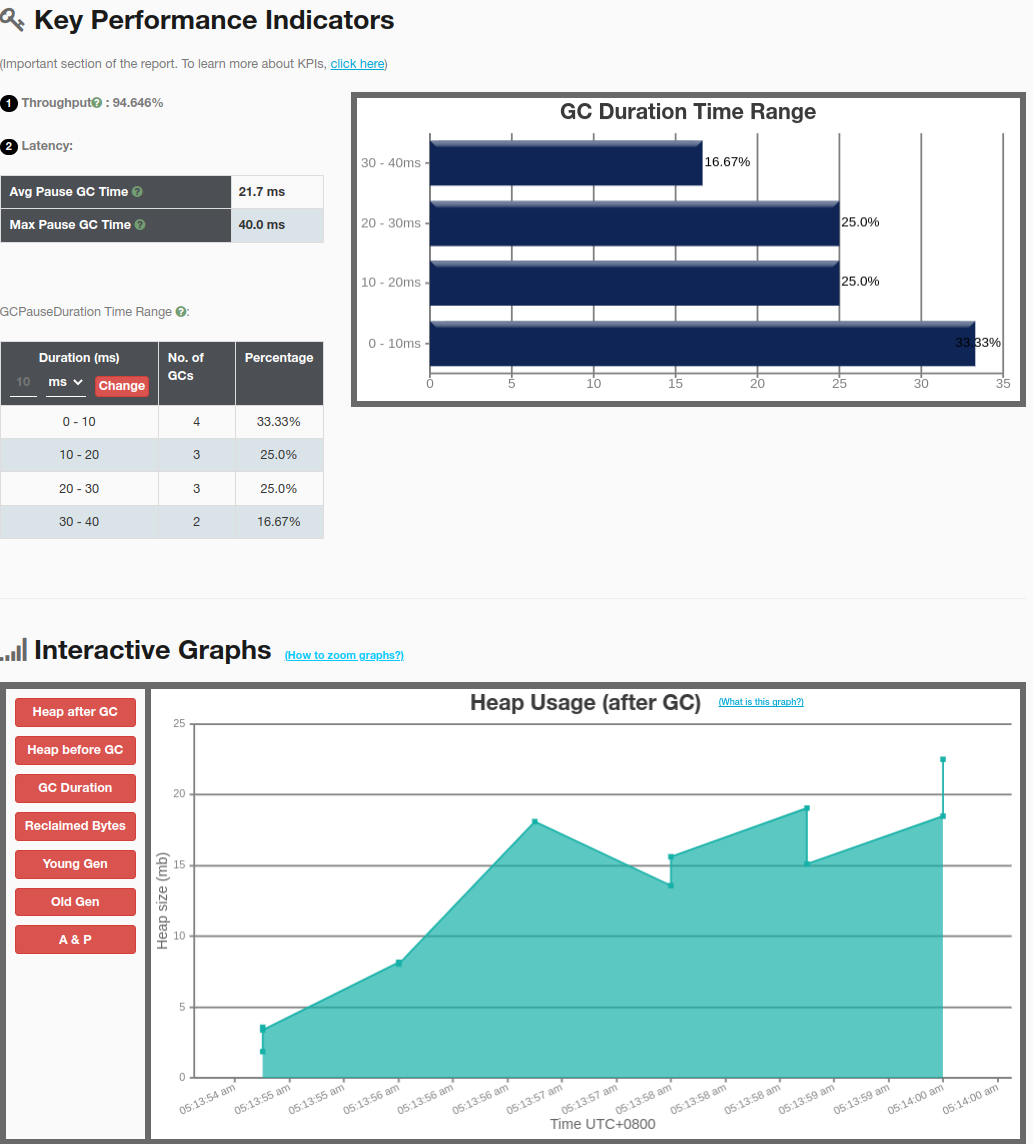 Key Performance Indicators
(Important section of the report. To learn more about KPIs, click here)
1 Throughput? : 94.646%
2 Latency:
Avg Pause GC Time ? 21.7 ms
Max Pause GC Time ? 40.0 ms
GCPauseDuration Time Range ?:
Duration (ms) No. of GCs Percentage
10 ms Change
0 - 10 4 33.33%
10 - 20 3 25.0%
20 - 30 3 25.0%
30 - 40 2 16.67%
GC Duration Time Range
30 - 40ms 16.67%
20 - 30ms 25.0%
10 - 20ms 25.0%
0 - 10ms 33.33%
0 5 10 15 20 25 30 35
Interactive Graphs (How to zoom graphs?)
Heap after GC
Heap before GC
GC Duration
Reclaimed Bytes
Young Gen
Old Gen
A & P
Heap Usage (after GC) (What is this graph?)
Heap size (mb)
25
20
15
10
5
0
05:13:54 am 05:13:55 am 05:13:55 am 05:13:56 am 05:13:56 am 05:13:56 am 05:13:57 am 05:13:57 am 05:13:58 am 05:13:58 am 05:13:58 am 05:13:59 am 05:13:59 am 05:14:00 am 05:14:00 am
Time UTC+0800